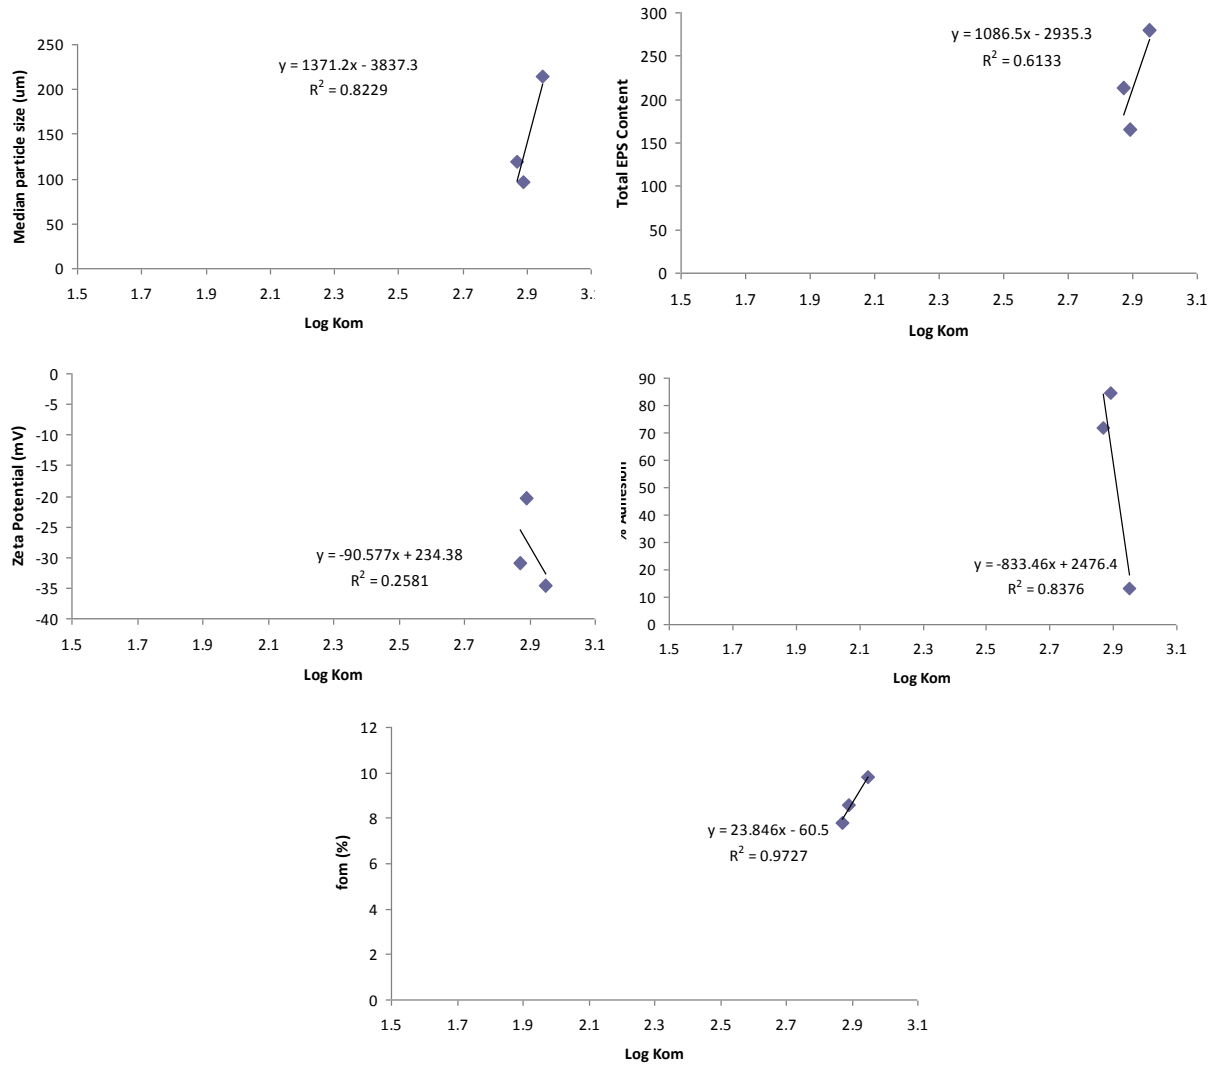 250
200
150
100
50
0
Median particle size (um)
y = 1371.2x - 3837.3
R² = 0.8229
1.5 1.7 1.9 2.1 2.3 2.5 2.7 2.9 3.
Log Kom
300
250
200
150
100
50
0
Total EPS Content
y = 1086.5x - 2935.3
R² = 0.6133
1.5 1.7 1.9 2.1 2.3 2.5 2.7 2.9 3.1
Log Kom
0
-5
-10
-15
-20
-25
-30
-35
-40
Zeta Potential (mV)
y = -90.577x + 234.38
R² = 0.2581
1.5 1.7 1.9 2.1 2.3 2.5 2.7 2.9 3.1
Log Kom
90
80
70
60
50
40
30
20
10
0
% Adhesion
y = -833.46x + 2476.4
R² = 0.8376
1.5 1.7 1.9 2.1 2.3 2.5 2.7 2.9 3.1
Log Kom
12
10
8
6
4
2
0
fom (%)
y = 23.846x - 60.5
R² = 0.9727
1.5 1.7 1.9 2.1 2.3 2.5 2.7 2.9 3.1
Log Kom